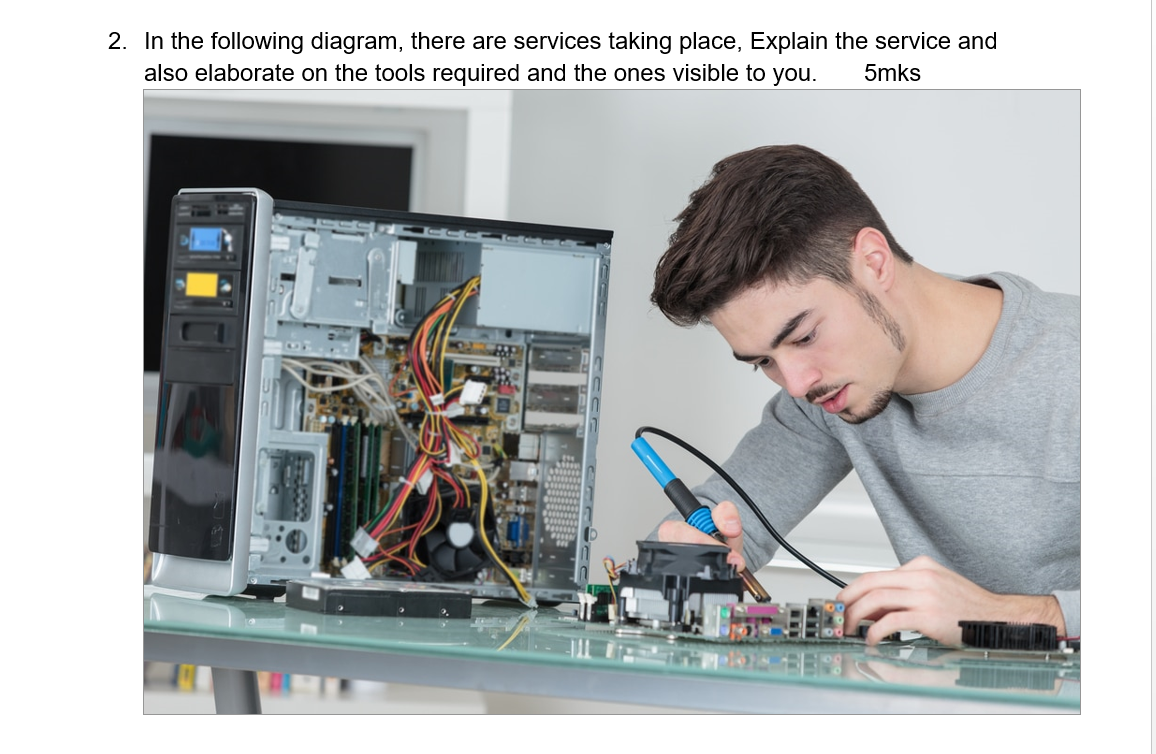 2. In the following diagram, there are services taking place, Explain the service and
also elaborate on the tools required and the ones visible to you. 5mks